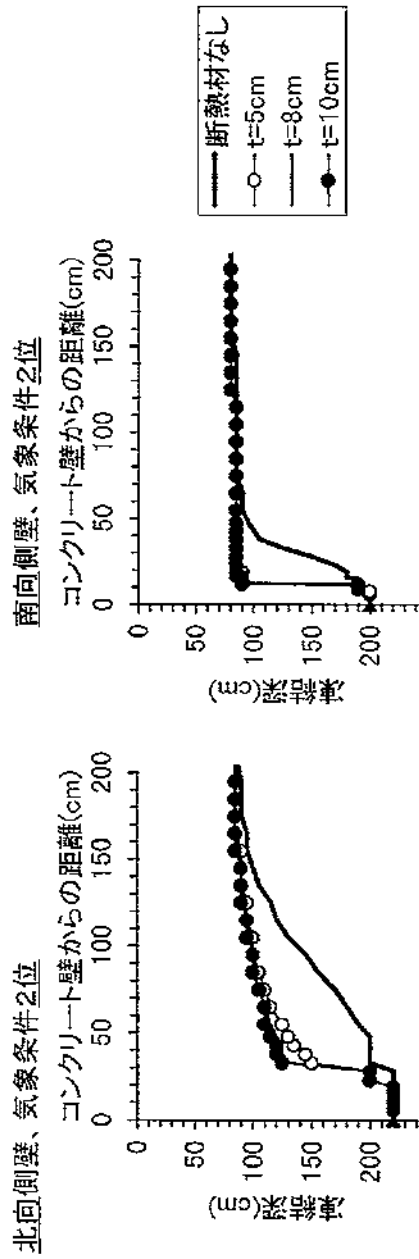 北向側壁、気象条件2位
コンクリート壁からの距離(cm)
0 50 100 150 200
0
50
100
150
200
凍結深(cm)
南向側壁、気象条件2位
コンクリート壁からの距離(cm)
0 50 100 150 200
0
50
100
150
200
凍結深(cm)
断熱材なし
t=5cm
t=8cm
t=10cm